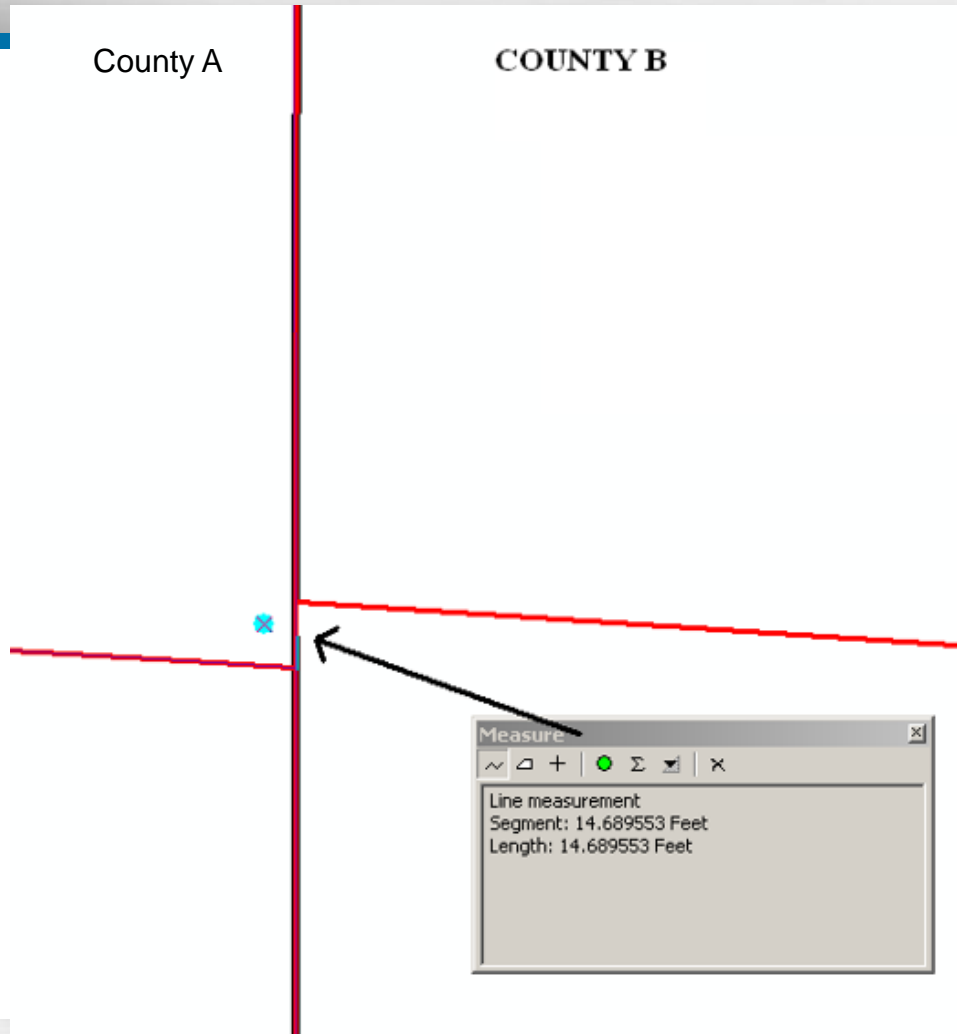 County A
COUNTY B
Measure
Line measurement
Segment: 14.689553 Feet
Length: 14.689553 Feet